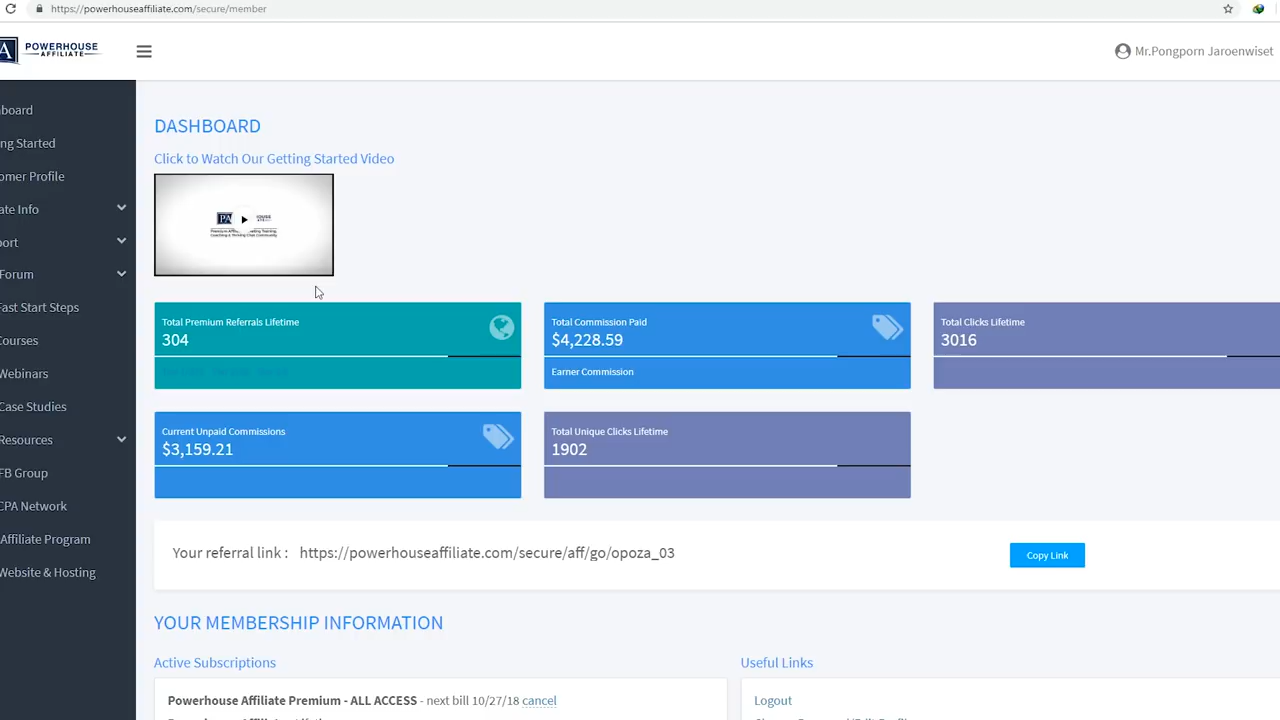 https://powerhouseaffiliate.com/secure/member
A POWERHOUSE
AFFILIATE
Mr.Pongporn Jaroenwiset
board
ng Started
omer Profile
ate Info
port
Forum
Fast Start Steps
Courses
Webinars
Case Studies
Resources
FB Group
CPA Network
Affiliate Program
Website & Hosting
DASHBOARD
Click to Watch Our Getting Started Video
PA
Total Premium Referrals Lifetime
304
Total Commission Paid
$4,228.59
Earner Commission
Total Clicks Lifetime
3016
Current Unpaid Commissions
$3,159.21
Total Unique Clicks Lifetime
1902
Your referral link : https://powerhouseaffiliate.com/secure/aff/go/opoza_03
Copy Link
YOUR MEMBERSHIP INFORMATION
Active Subscriptions
Powerhouse Affiliate Premium - ALL ACCESS - next bill 10/27/18 cancel
Useful Links
Logout